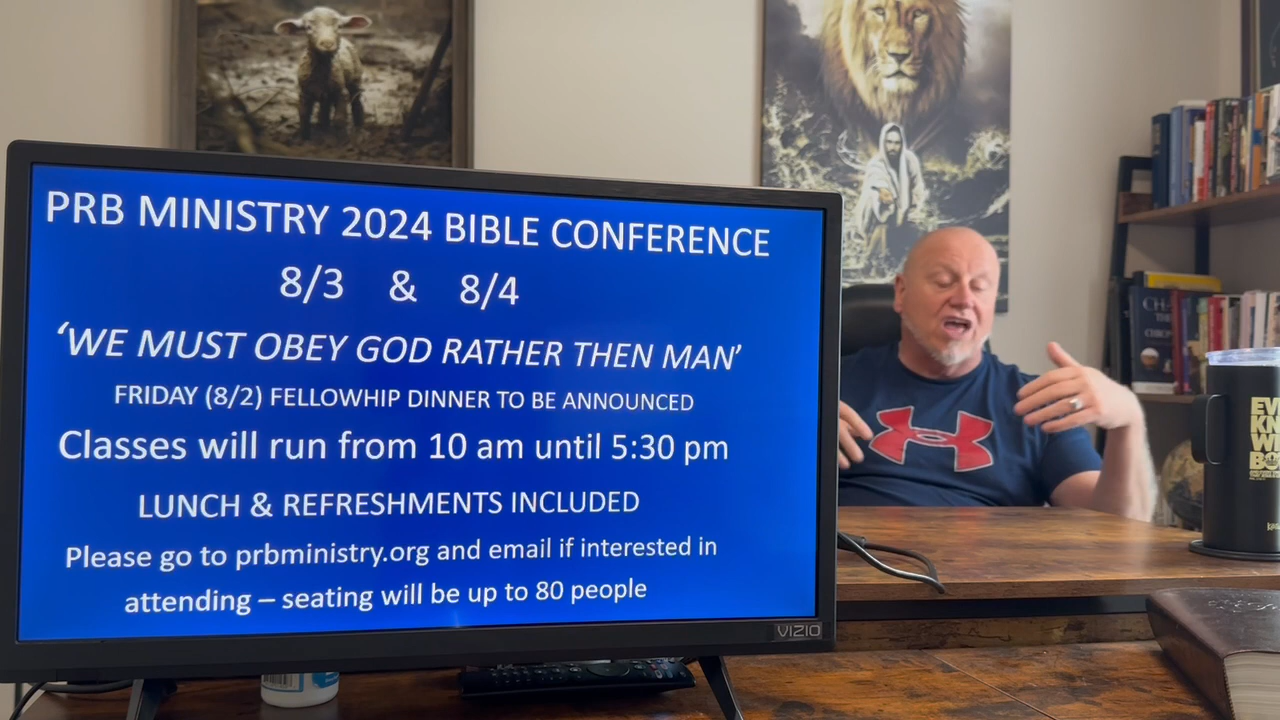 PRB MINISTRY 2024 BIBLE CONFERENCE
8/3 & 8/4
‘WE MUST OBEY GOD RATHER THEN MAN’
FRIDAY (8/2) FELLOWHIP DINNER TO BE ANNOUNCED
Classes will run from 10 am until 5:30 pm
LUNCH & REFRESHMENTS INCLUDED
Please go to prbministry.org and email if interested in
attending – seating will be up to 80 people
VIZIO